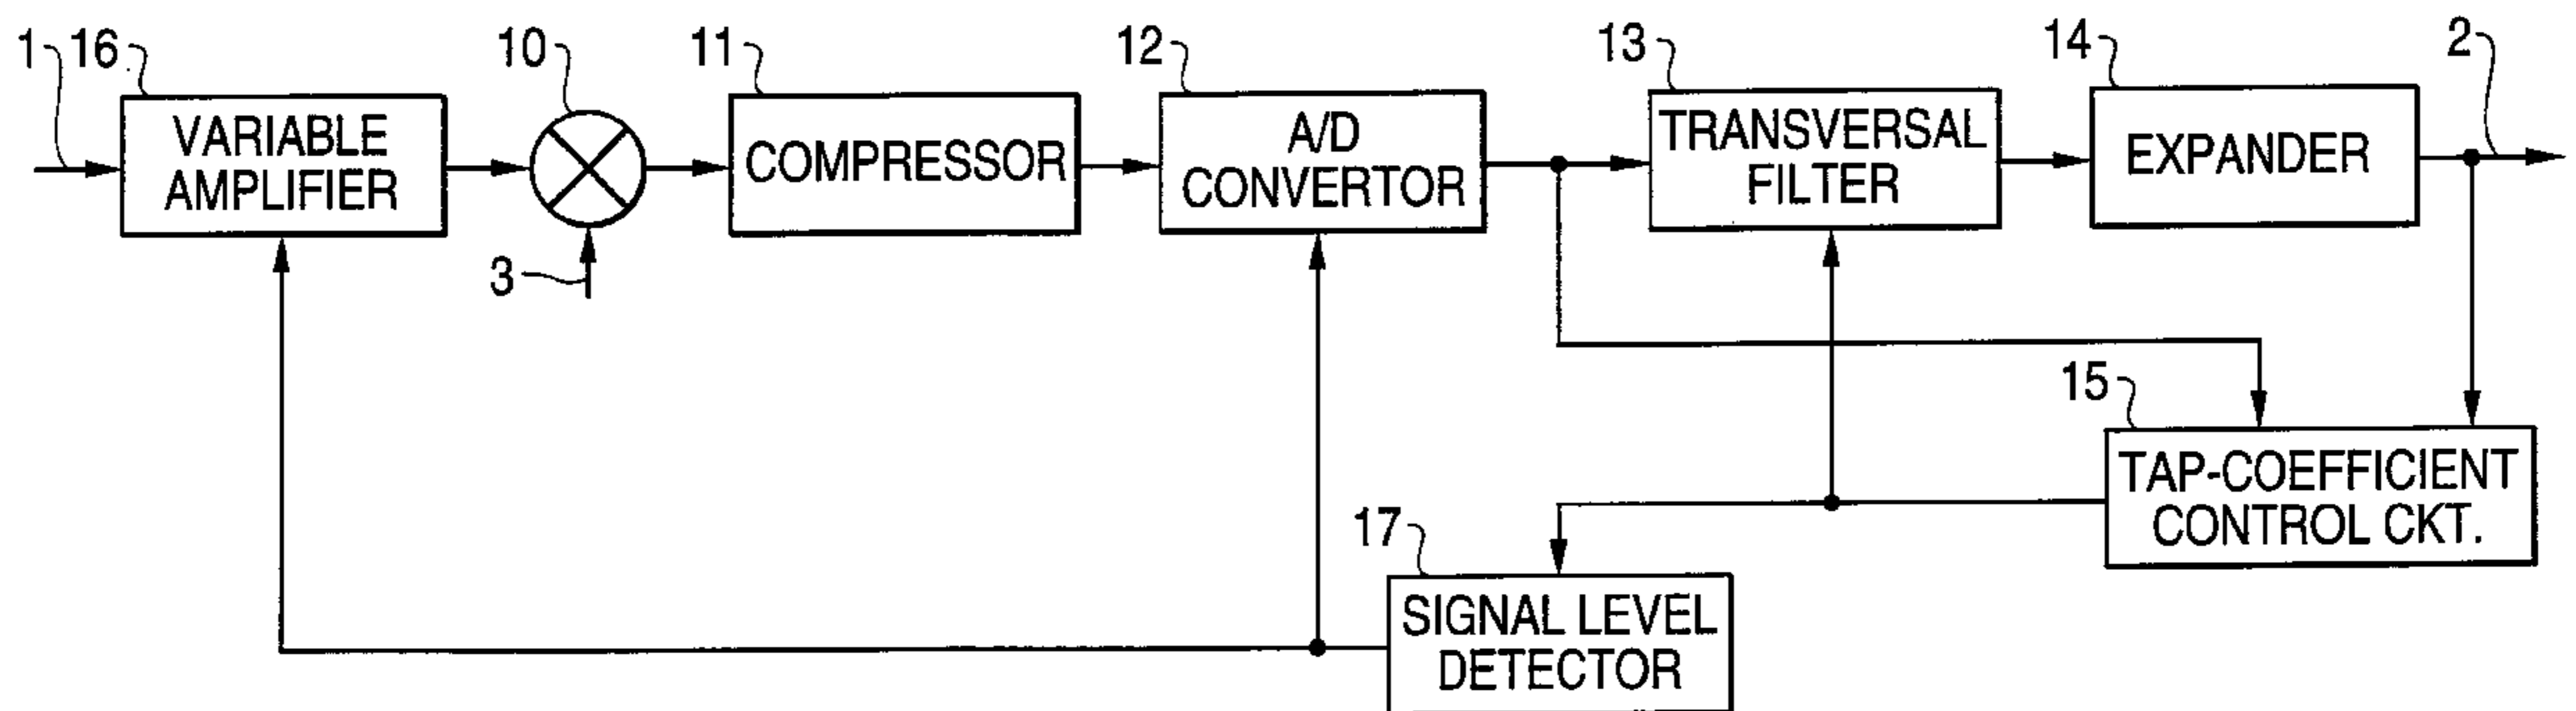 1
16
10
11
12
13
14
2
VARIABLE
AMPLIFIER
COMPRESSOR
A/D
CONVERTOR
TRANSVERSAL
FILTER
EXPANDER
3
15
TAP-COEFFICIENT
CONTROL CKT.
17
SIGNAL LEVEL
DETECTOR